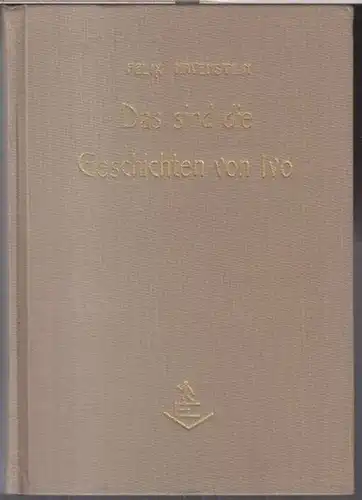 FELIX
Das sind die
Geschichten von Ivo